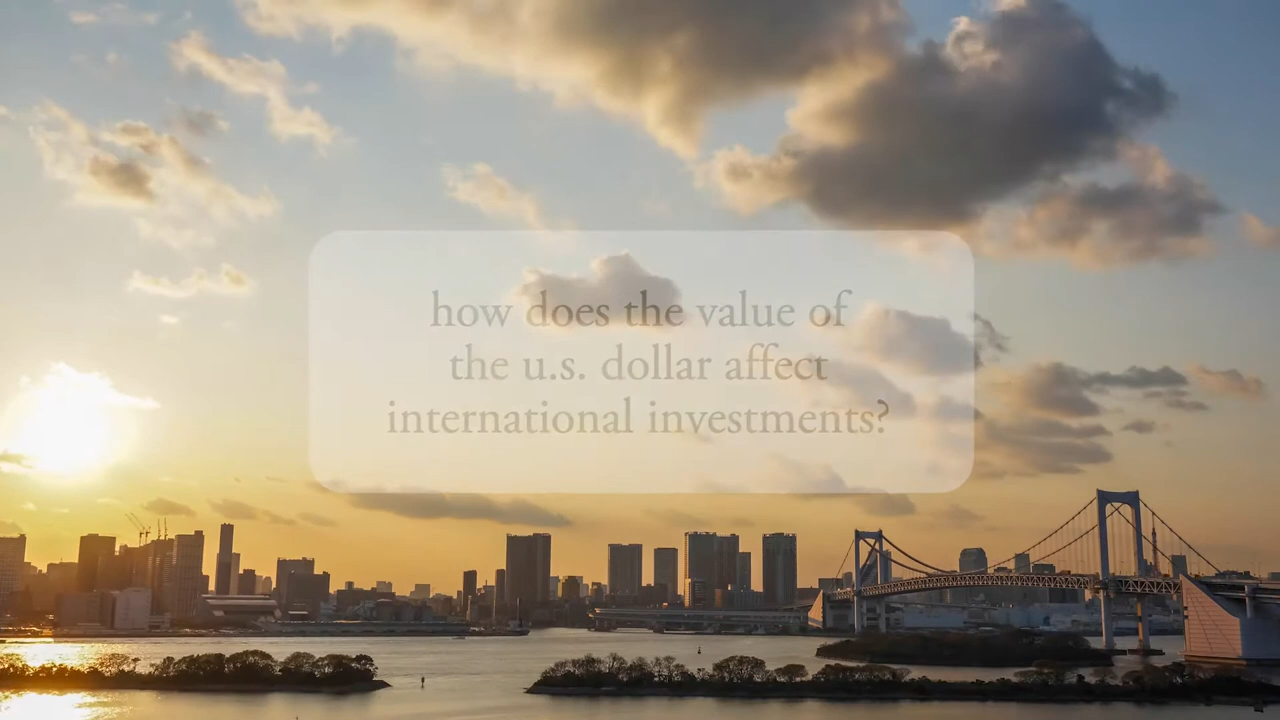 how does the value of
the u.s. dollar affect
international investments?